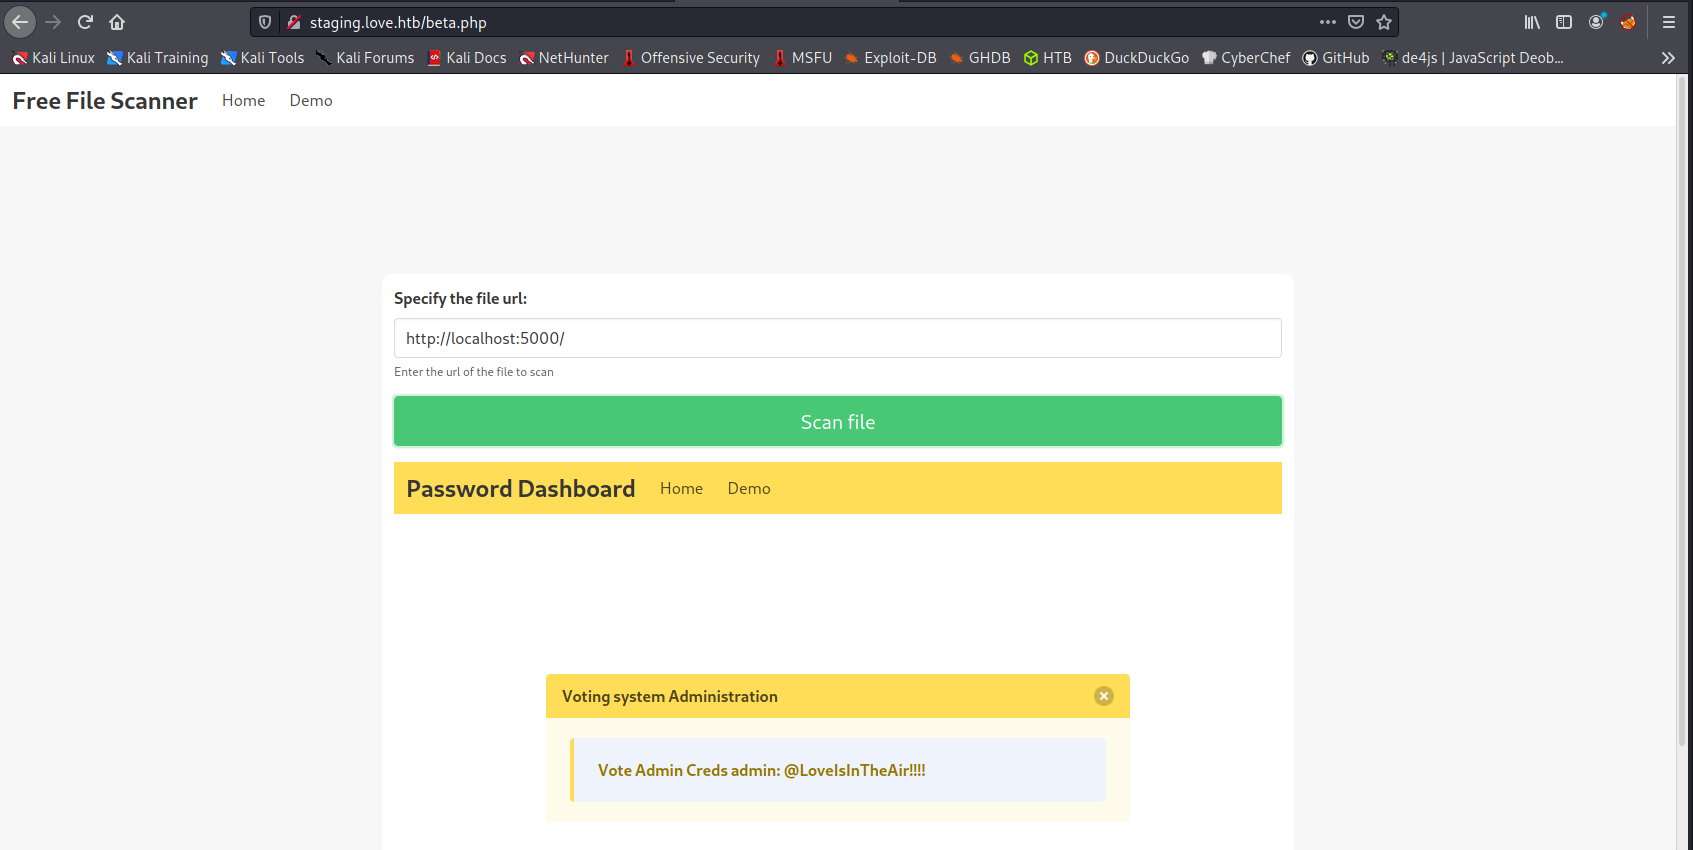 staging.love.htb/beta.php
Kali Linux Kali Training Kali Tools Kali Forums Kali Docs NetHunter Offensive Security MSFU Exploit-DB GHDB HTB DuckDuckGo CyberChef GitHub de4js | JavaScript Deob...
Free File Scanner Home Demo
Specify the file url:
http://localhost:5000/
Enter the url of the file to scan
Scan file
Password Dashboard Home Demo
Voting system Administration
Vote Admin Creds admin: @LoveIsInTheAir!!!!